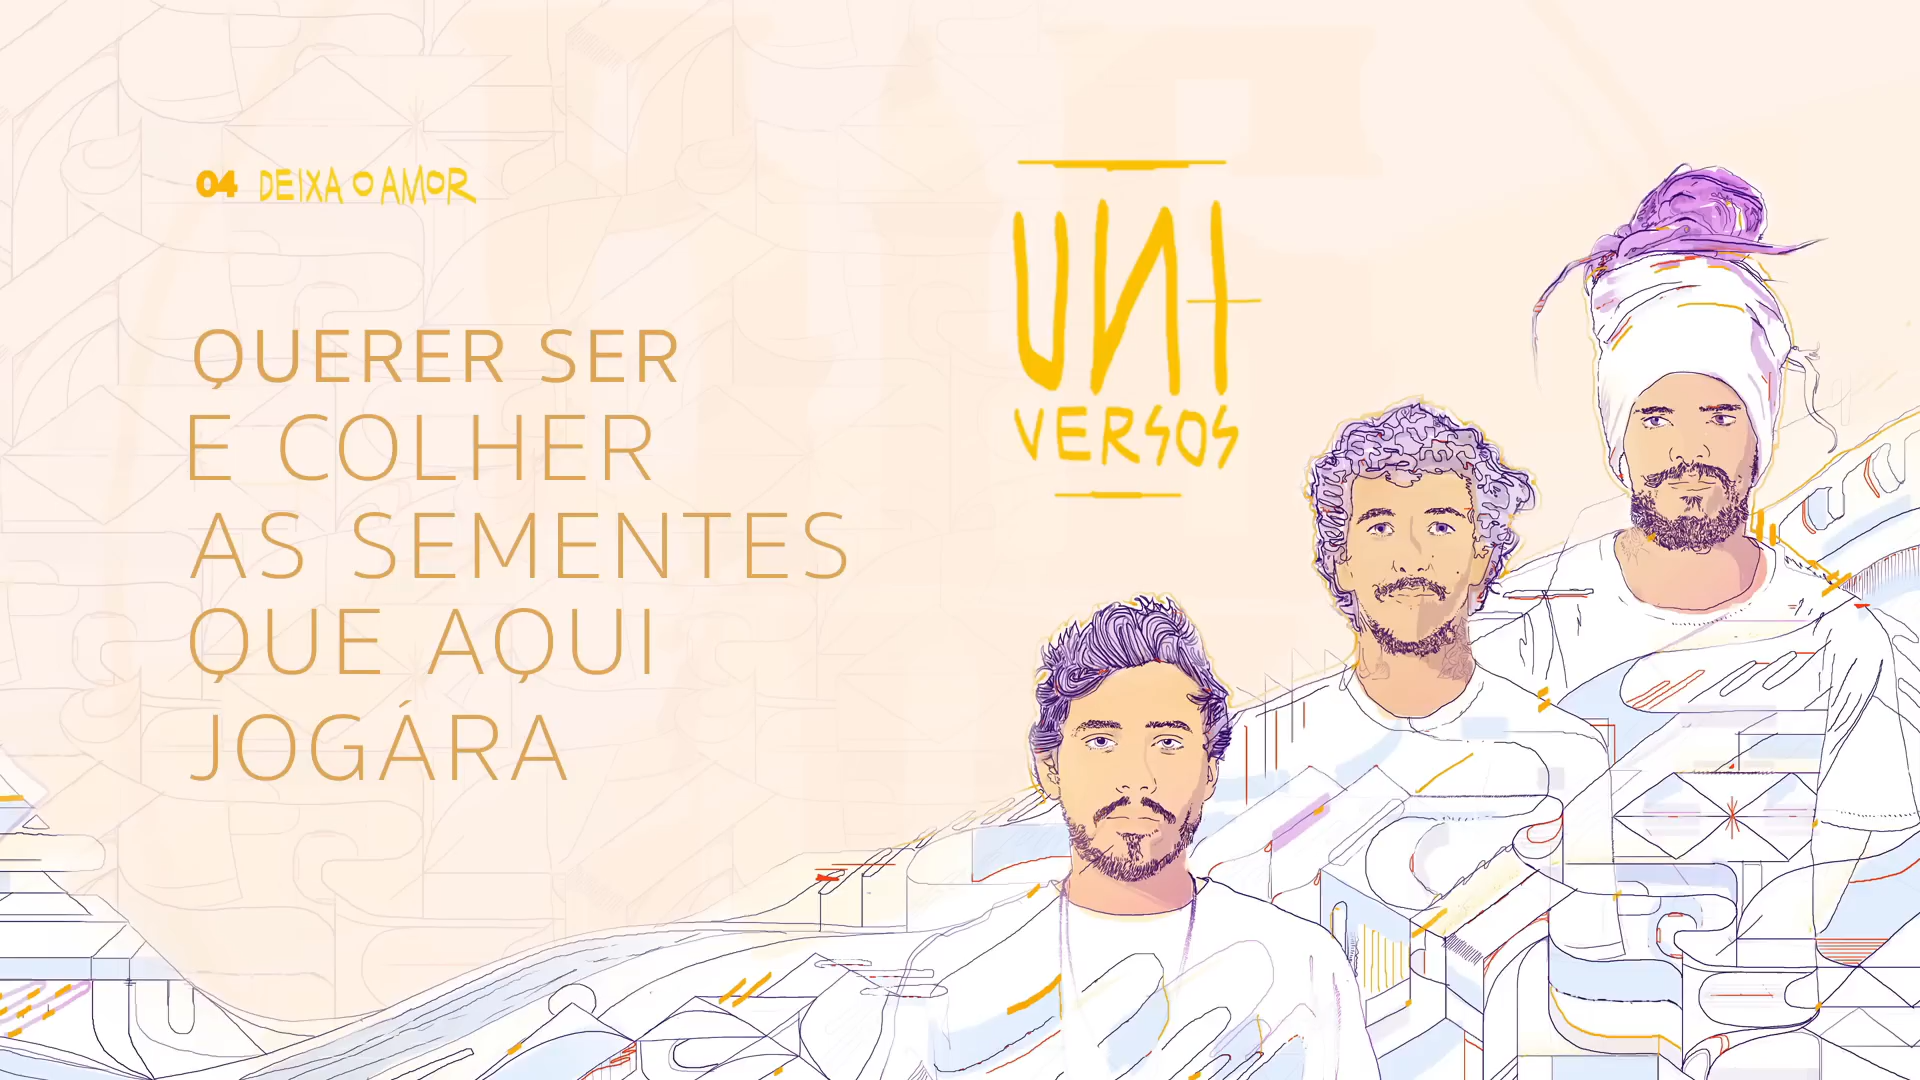 04 DEIXA O AMOR
QUERER SER
E COLHER
AS SEMENTES
QUE AQUI
JOGÁRA
UNI
VERSOS